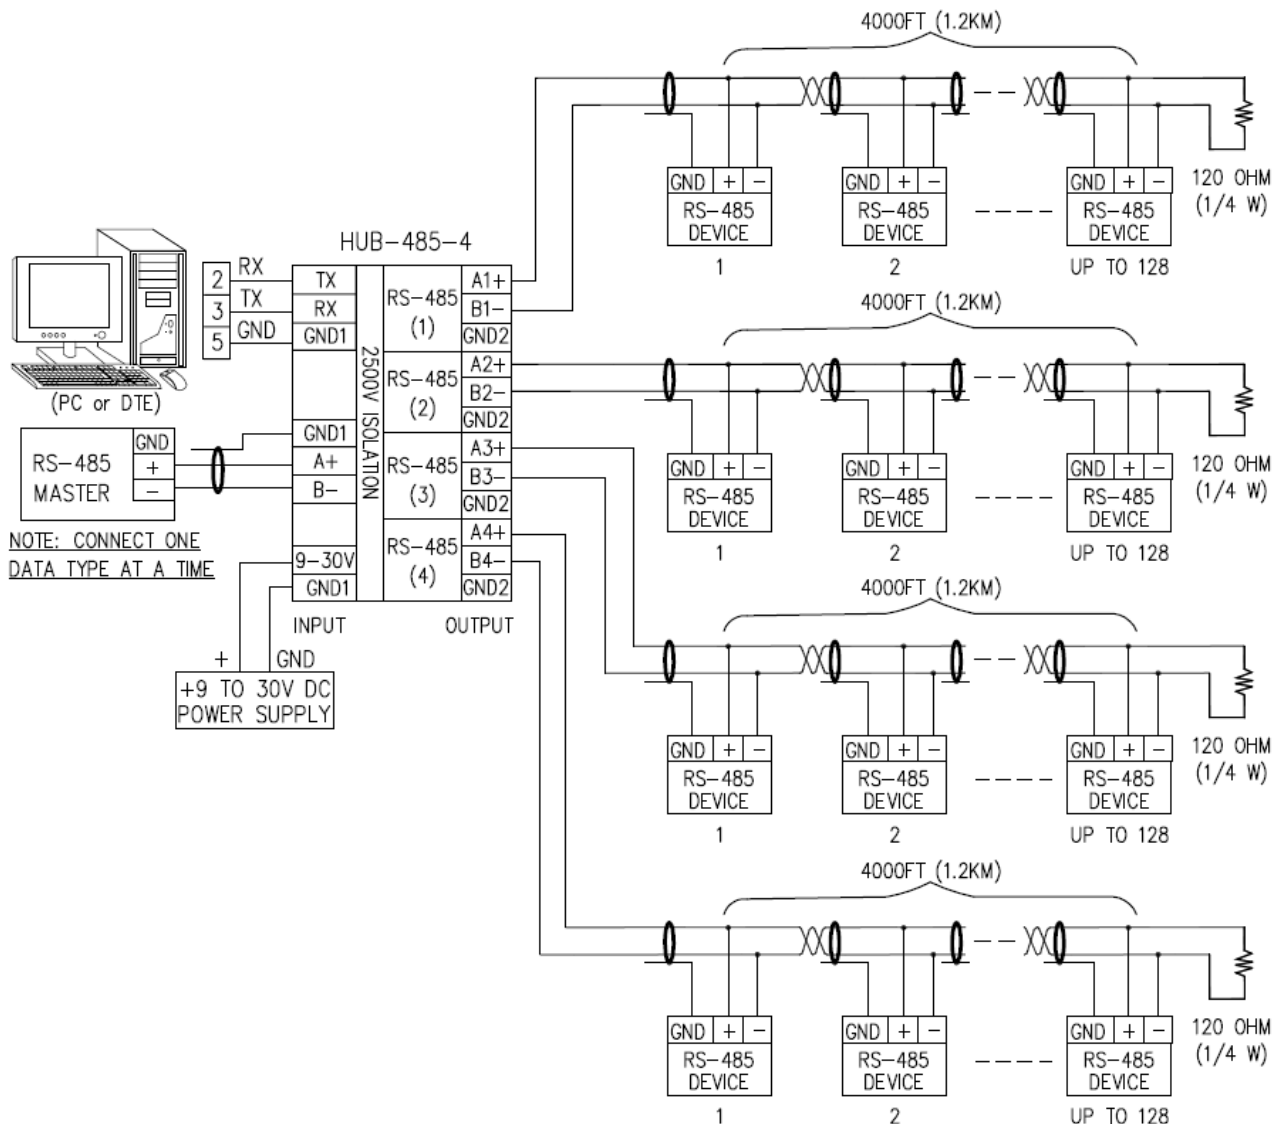 4000FT (1.2KM)
GND + − GND + − GND + − 120 OHM
RS-485 RS-485 RS-485 (1/4 W)
DEVICE DEVICE −−−− DEVICE
1 2 UP TO 128
HUB-485-4
2 RX TX
3 TX RX
5 GND GND1
(PC or DTE)
RS-485
MASTER
GND
+
−
GND1
A+
B−
NOTE: CONNECT ONE
DATA TYPE AT A TIME
9-30V
GND1
INPUT
+ GND
+9 TO 30V DC
POWER SUPPLY
2500V ISOLATION
RS-485
(1)
A1+
B1−
GND2
RS-485
(2)
A2+
B2−
GND2
RS-485
(3)
A3+
B3−
GND2
RS-485
(4)
A4+
B4−
GND2
OUTPUT
4000FT (1.2KM)
GND + − GND + − GND + − 120 OHM
RS-485 RS-485 RS-485 (1/4 W)
DEVICE DEVICE −−−− DEVICE
1 2 UP TO 128
4000FT (1.2KM)
GND + − GND + − GND + − 120 OHM
RS-485 RS-485 RS-485 (1/4 W)
DEVICE DEVICE −−−− DEVICE
1 2 UP TO 128
4000FT (1.2KM)
GND + − GND + − GND + − 120 OHM
RS-485 RS-485 RS-485 (1/4 W)
DEVICE DEVICE −−−− DEVICE
1 2 UP TO 128